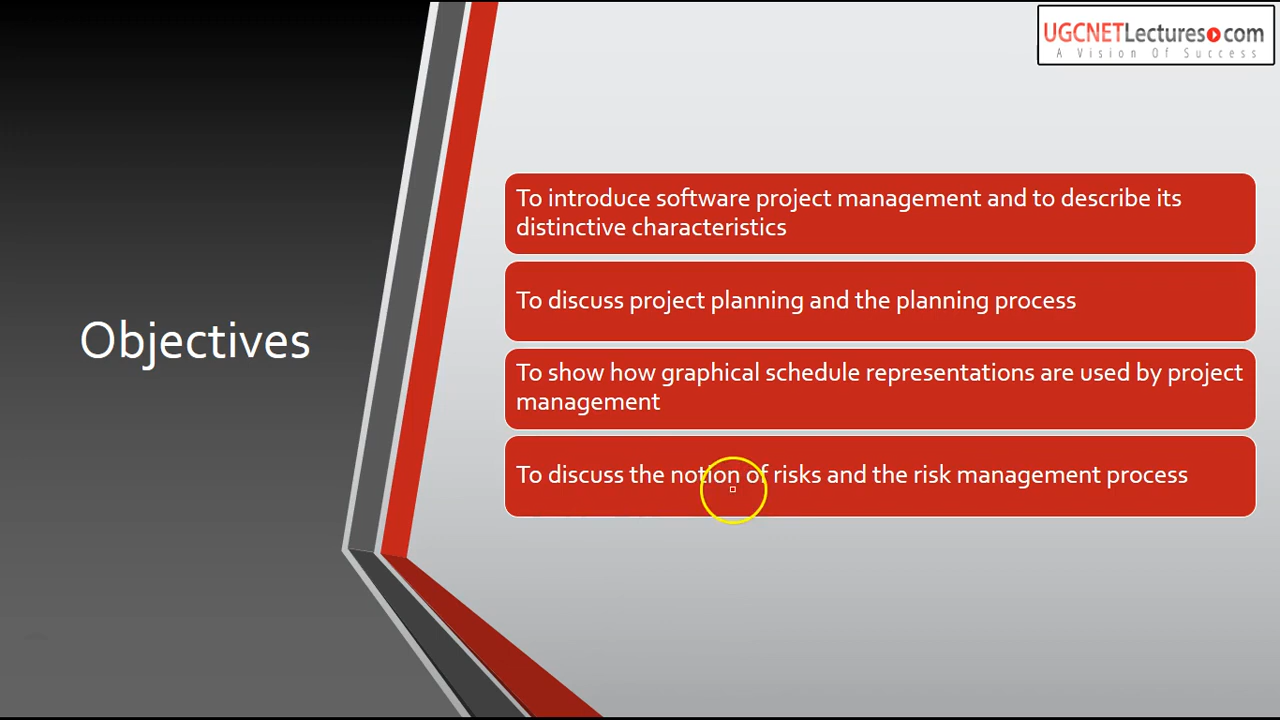 UGCNETLectures.com
A Vision Of Success
Objectives
To introduce software project management and to describe its
distinctive characteristics
To discuss project planning and the planning process
To show how graphical schedule representations are used by project
management
To discuss the notion of risks and the risk management process